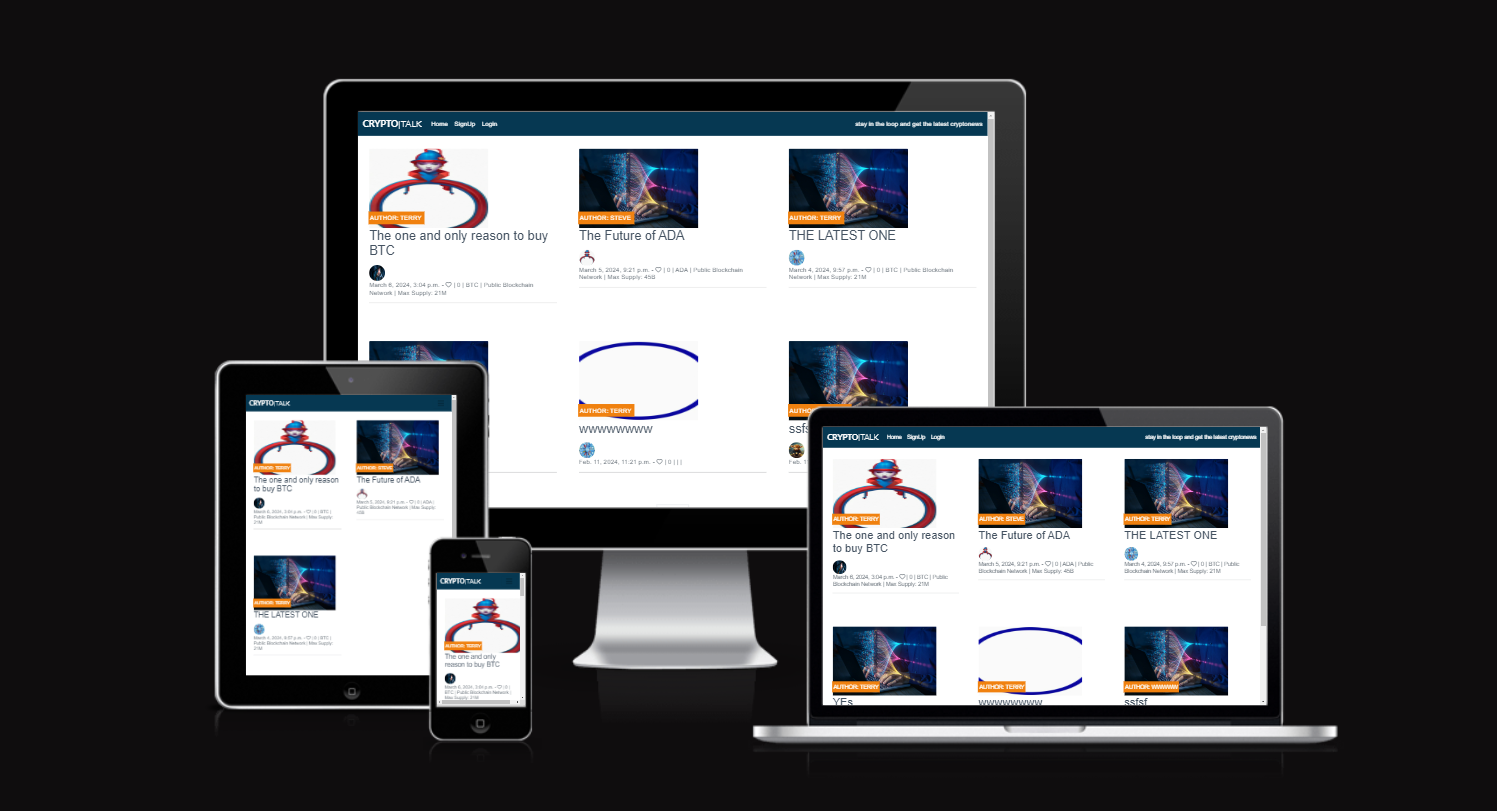 CRYPTO|TALK Home SignUp Login stay in the loop and get the latest cryptonews
AUTHOR: TERRY
The one and only reason to buy
BTC
March 6, 2024, 3:04 p.m. - ♡ | 0 | BTC | Public Blockchain
Network | Max Supply: 21M
AUTHOR: STEVE
The Future of ADA
March 5, 2024, 9:21 p.m. - ♡ | 0 | ADA | Public Blockchain
Network | Max Supply: 45B
AUTHOR: TERRY
THE LATEST ONE
March 4, 2024, 9:57 p.m. - ♡ | 0 | BTC | Public Blockchain
Network | Max Supply: 21M
AUTHOR: TERRY
wwwwwwww
Feb. 11, 2024, 11:21 p.m. - ♡ | 0 | | |
ssfs
Feb. 1
CRYPTO|TALK
AUTHOR: TERRY
The one and only reason
to buy BTC
March 6, 2024, 3:04 p.m. - ♡ | 0 | BTC |
Public Blockchain Network | Max Supply:
21M
AUTHOR: STEVE
The Future of ADA
March 5, 2024, 9:21 p.m. - ♡ | 0 | ADA |
Public Blockchain Network | Max Supply:
45B
AUTHOR: TERRY
THE LATEST ONE
March 4, 2024, 9:57 p.m. - ♡ | 0 | BTC |
Public Blockchain Network | Max Supply:
21M
CRYPTO|TALK
AUTHOR: TERRY
The one and only
reason to buy BTC
March 6, 2024, 3:04 p.m. - ♡ | 0 |
BTC | Public Blockchain Network |
Max Supply: 21M
CRYPTO|TALK Home SignUp Login stay in the loop and get the latest cryptonews
AUTHOR: TERRY
The one and only reason
to buy BTC
March 6, 2024, 3:04 p.m. - ♡ | 0 | BTC | Public
Blockchain Network | Max Supply: 21M
AUTHOR: STEVE
The Future of ADA
March 5, 2024, 9:21 p.m. - ♡ | 0 | ADA | Public
Blockchain Network | Max Supply: 45B
AUTHOR: TERRY
THE LATEST ONE
March 4, 2024, 9:57 p.m. - ♡ | 0 | BTC | Public
Blockchain Network | Max Supply: 21M
AUTHOR: TERRY
YEs
AUTHOR: TERRY
wwwwwwww
AUTHOR: WWWWW
ssfsf